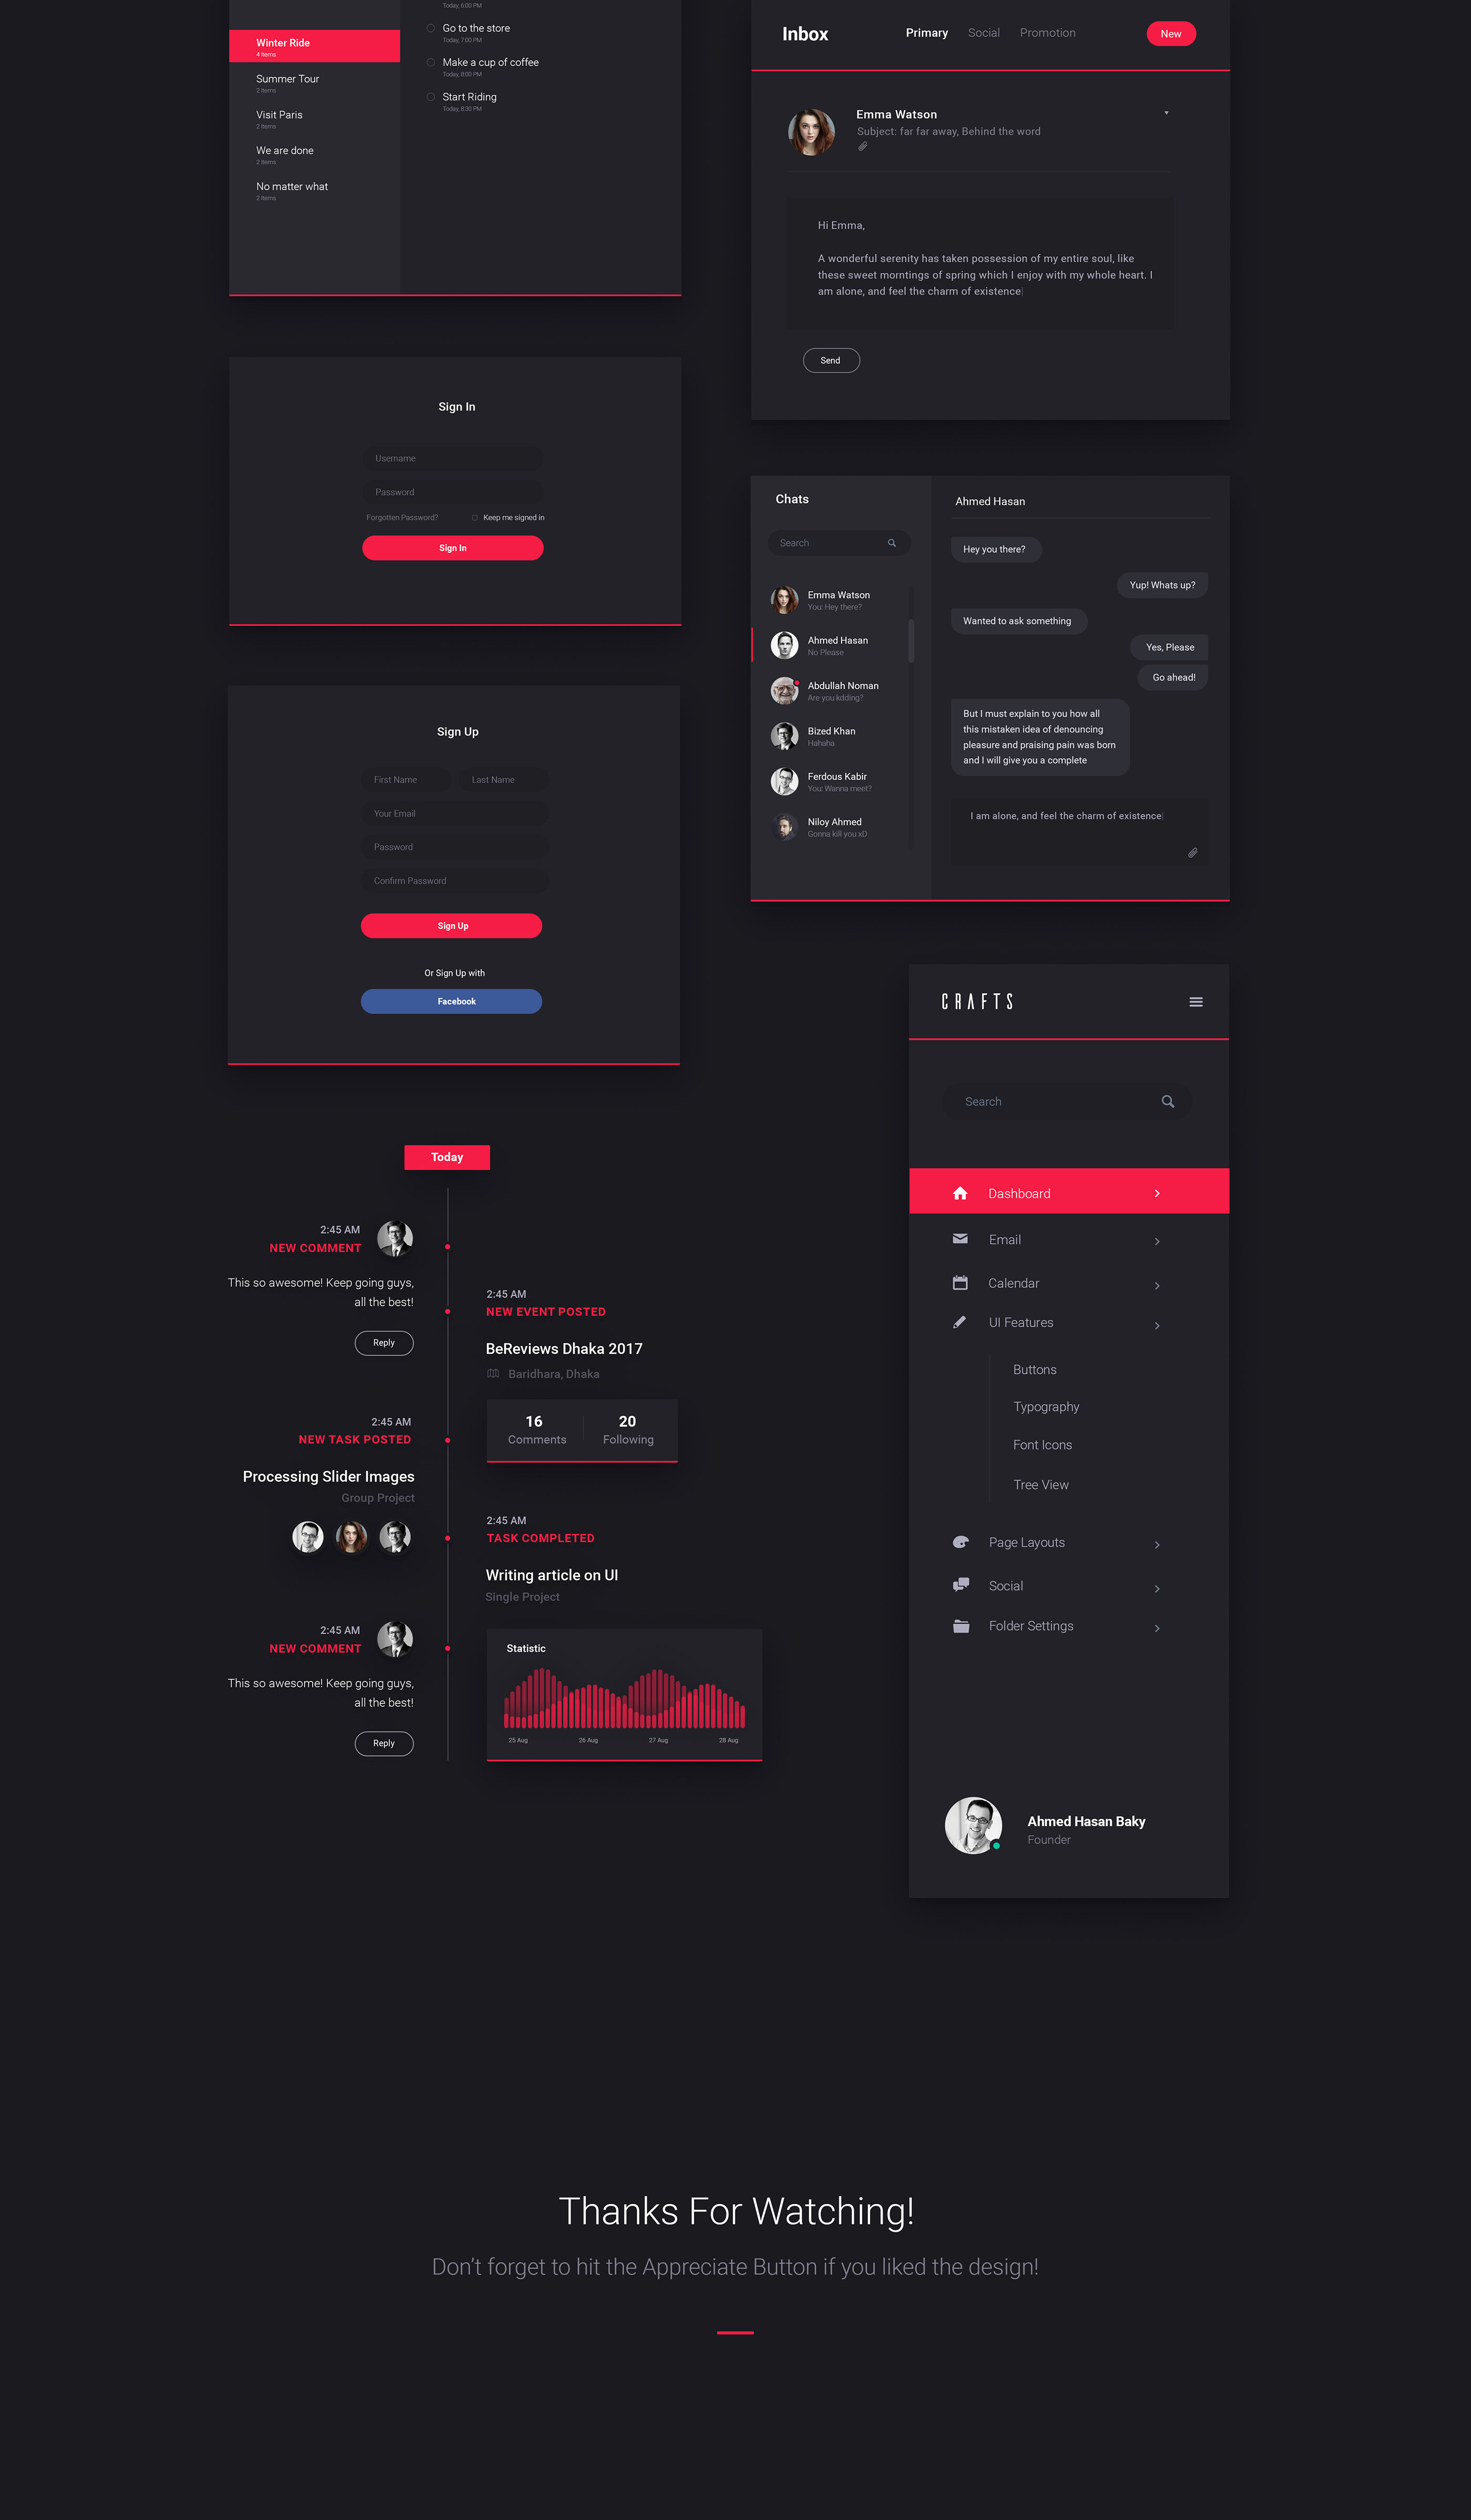 Today, 6:00 PM
Winter Ride
4 Items
Summer Tour
2 Items
Visit Paris
2 Items
We are done
2 Items
No matter what
2 Items
Go to the store
Today, 7:00 PM
Make a cup of coffee
Today, 8:00 PM
Start Riding
Today, 8:30 PM
Inbox
Primary Social Promotion
New
Emma Watson
Subject: far far away, Behind the word
Hi Emma,
A wonderful serenity has taken possession of my entire soul, like
these sweet morntings of spring which I enjoy with my whole heart. I
am alone, and feel the charm of existence
Send
Sign In
Username
Password
Forgotten Password? Keep me signed in
Sign In
Chats
Search
Emma Watson
You: Hey there?
Ahmed Hasan
No Please
Abdullah Noman
Are you kdding?
Bized Khan
Hahaha
Ferdous Kabir
You: Wanna meet?
Niloy Ahmed
Gonna kill you xD
Ahmed Hasan
Hey you there?
Yup! Whats up?
Wanted to ask something
Yes, Please
Go ahead!
But I must explain to you how all
this mistaken idea of denouncing
pleasure and praising pain was born
and I will give you a complete
I am alone, and feel the charm of existence
Sign Up
First Name Last Name
Your Email
Password
Confirm Password
Sign Up
Or Sign Up with
Facebook
CRAFTS
Search
Dashboard
Email
Calendar
UI Features
Buttons
Typography
Font Icons
Tree View
Page Layouts
Social
Folder Settings
Ahmed Hasan Baky
Founder
Today
2:45 AM
NEW COMMENT
This so awesome! Keep going guys,
all the best!
Reply
2:45 AM
NEW EVENT POSTED
BeReviews Dhaka 2017
Baridhara, Dhaka
16 20
Comments Following
2:45 AM
NEW TASK POSTED
Processing Slider Images
Group Project
2:45 AM
TASK COMPLETED
Writing article on UI
Single Project
2:45 AM
NEW COMMENT
This so awesome! Keep going guys,
all the best!
Reply
Statistic
25 Aug 26 Aug 27 Aug 28 Aug
Thanks For Watching!
Don't forget to hit the Appreciate Button if you liked the design!